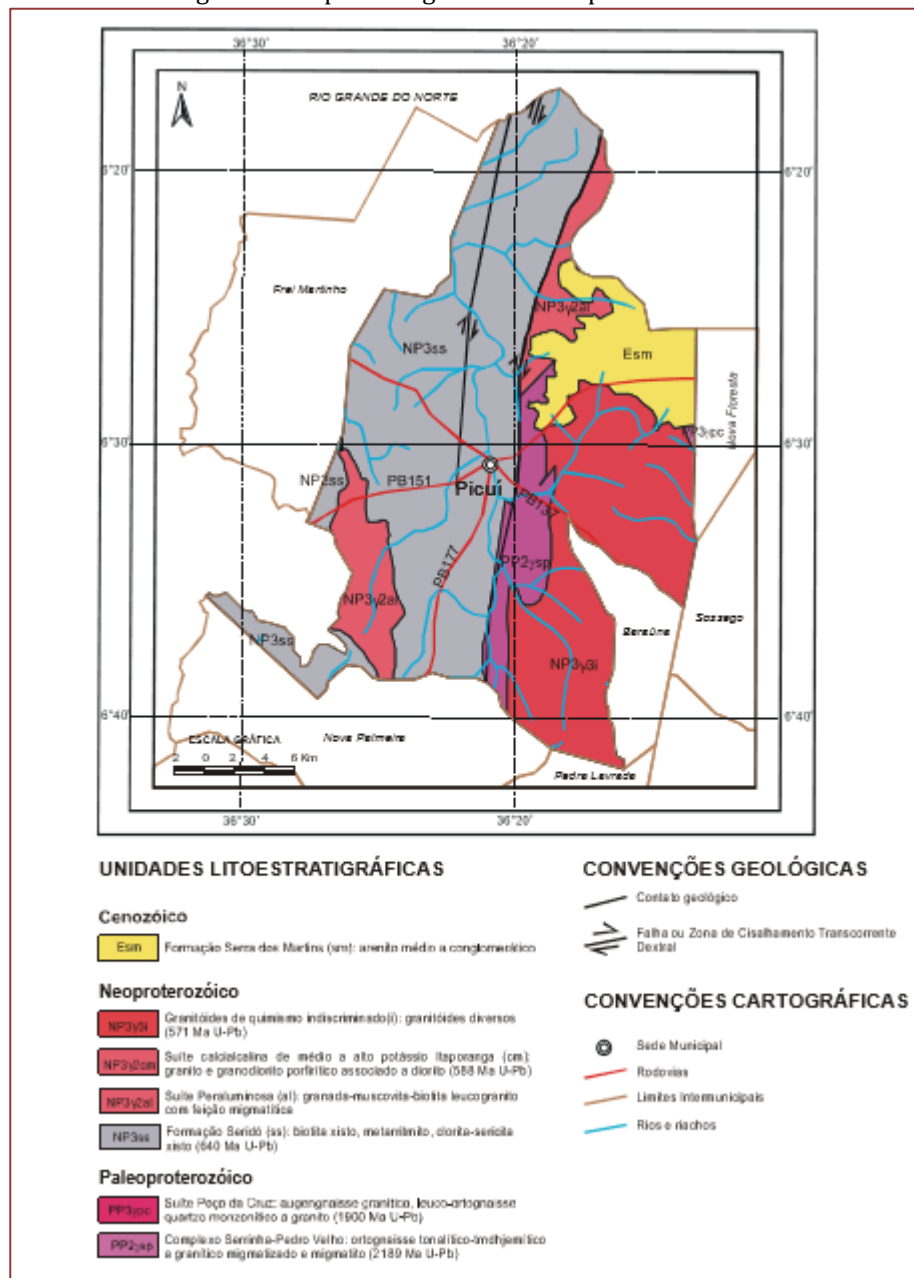 36°30'
36°20'
N
RIO GRANDE DO NORTE
6°20'
6°20'
Frei Martinho
NP3γ2al
NP3ss
Esm
Nova Floresta
6°30'
6°30'
PP3γpc
NP3ss
PB151
Picuí
PB137
PP2γsp
PB177
NP3γ2al
Sossego
NP3ss
NP3γ3i
6°40'
6°40'
ESCALA GRÁFICA
Nova Palmeira
2 0 2 4 6 Km
Pedra Lavrada
36°30'
36°20'
UNIDADES LITOESTRATIGRÁFICAS
Cenozóico
Esm Formação Serra dos Martins (sm): arenito médio a conglomerático
Neoproterozóico
NP3γ3i Granitóides de quimismo indiscriminado(i): granitóides diversos
(571 Ma U-Pb)
NP3γ2cm Suíte calcialcalina de médio a alto potássio Itaporanga (cm):
granito e granodiorito porfirítico associado a diorito (588 Ma U-Pb)
NP3γ2al Suíte Peraluminosa (al): granada-muscovita-biotita leucogranito
com feição migmatítica
NP3ss Formação Seridó (ss): biotita xisto, metarritmito, clorita-sericita
xisto (640 Ma U-Pb)
Paleoproterozóico
PP3γpc Suíte Poço da Cruz: augengnaisse granítico, leuco-ortognaisse
quartzo monzonítico a granito (1900 Ma U-Pb)
PP2γsp Complexo Serrinha-Pedro Velho: ortognaisse tonalítico-trondhjemítico
a granítico migmatizado e migmatito (2189 Ma U-Pb)
CONVENÇÕES GEOLÓGICAS
Contato geológico
Falha ou Zona de Cisalhamento Transcorrente
Dextral
CONVENÇÕES CARTOGRÁFICAS
Sede Municipal
Rodovias
Limites Intermunicipais
Rios e riachos